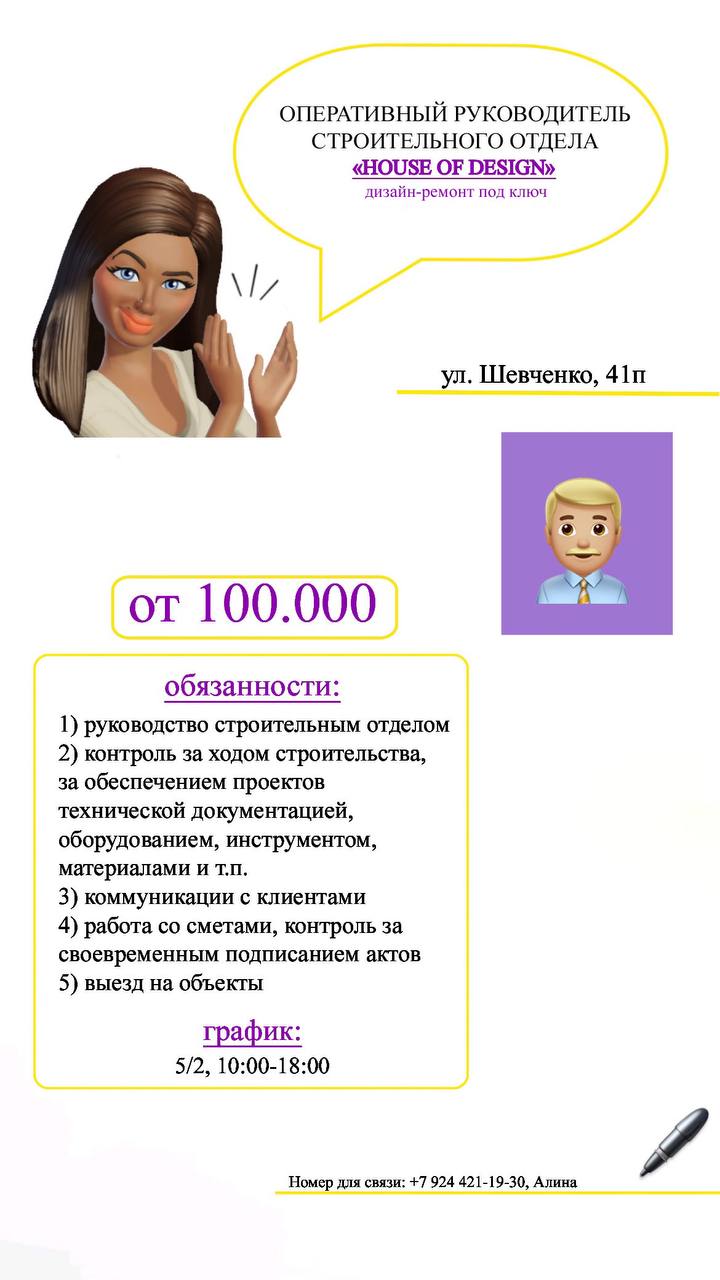 ОПЕРАТИВНЫЙ РУКОВОДИТЕЛЬ
СТРОИТЕЛЬНОГО ОТДЕЛА
«HOUSE OF DESIGN»
дизайн-ремонт под ключ
ул. Шевченко, 41п
от 100.000
обязанности:
1) руководство строительным отделом
2) контроль за ходом строительства,
за обеспечением проектов
технической документацией,
оборудованием, инструментом,
материалами и т.п.
3) коммуникации с клиентами
4) работа со сметами, контроль за
своевременным подписанием актов
5) выезд на объекты
график:
5/2, 10:00-18:00
Номер для связи: +7 924 421-19-30, Алина